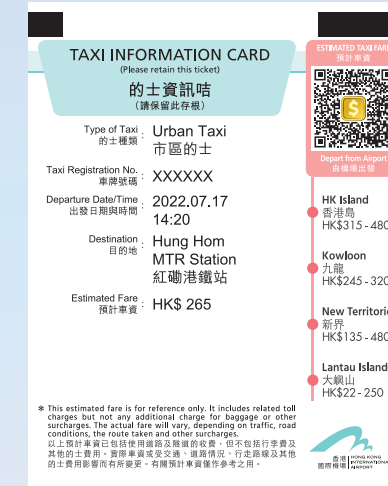 TAXI INFORMATION CARD
(Please retain this ticket)
的士資訊咭
(請保留此存根)
Type of Taxi : Urban Taxi
的士種類 市區的士
Taxi Registration No. : XXXXXX
車牌號碼
Departure Date/Time : 2022.07.17
出發日期與時間 14:20
Destination : Hung Hom
目的地 MTR Station
紅磡港鐵站
Estimated Fare : HK$ 265
預計車資
* This estimated fare is for reference only. It includes related toll
charges but not any additional charge for baggage or other
surcharges. The actual fare will vary, depending on traffic, road
conditions, the route taken and other surcharges.
以上預計車資已包括使用道路及隧道的收費，但不包括行李費及
其他的士費用。實際車資或受交通、道路情況、行走路線及其他
的士費用影響而有所變更。有關預計車資僅作參考之用。
ESTIMATED TAXI FARE
預計車資
$
Depart from Airport
由機場出發
HK Island
香港島
HK$315 - 480
Kowloon
九龍
HK$245 - 320
New Territorie
新界
HK$135 - 480
Lantau Island
大嶼山
HK$22 - 250
香港國際機場
HONG KONG
INTERNATIONAL
AIRPORT